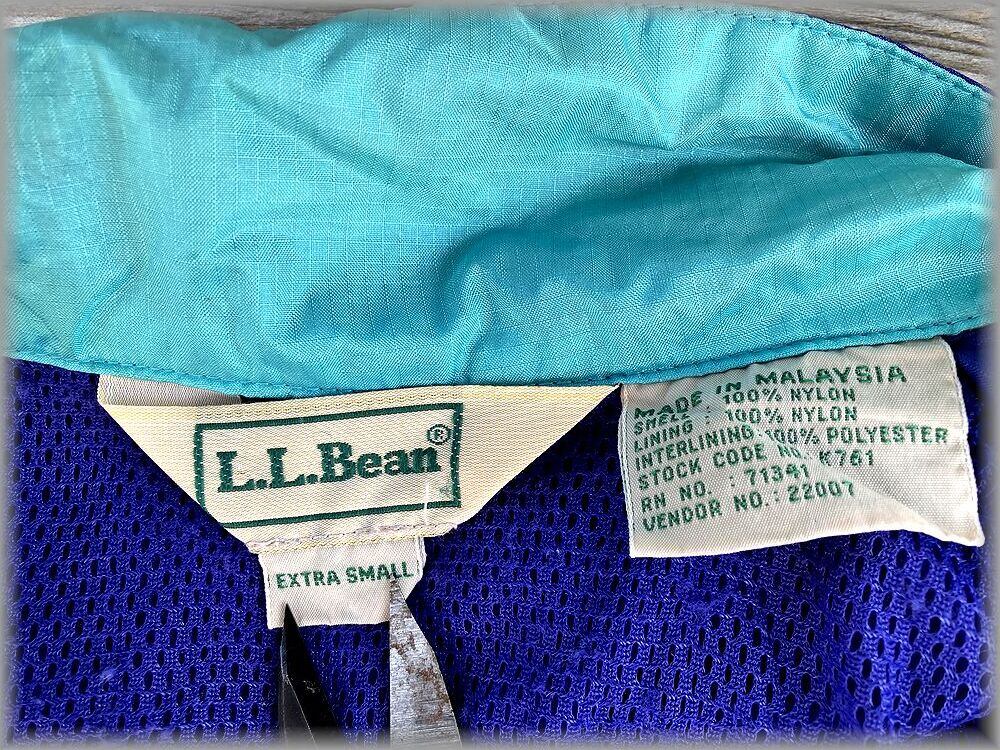 L.L.Bean®
EXTRA SMALL
MADE IN MALAYSIA
SHELL : 100% NYLON
LINING : 100% NYLON
INTERLINING: 100% POLYESTER
STOCK CODE NO. K761
RN NO. : 71341
VENDOR NO.: 22007